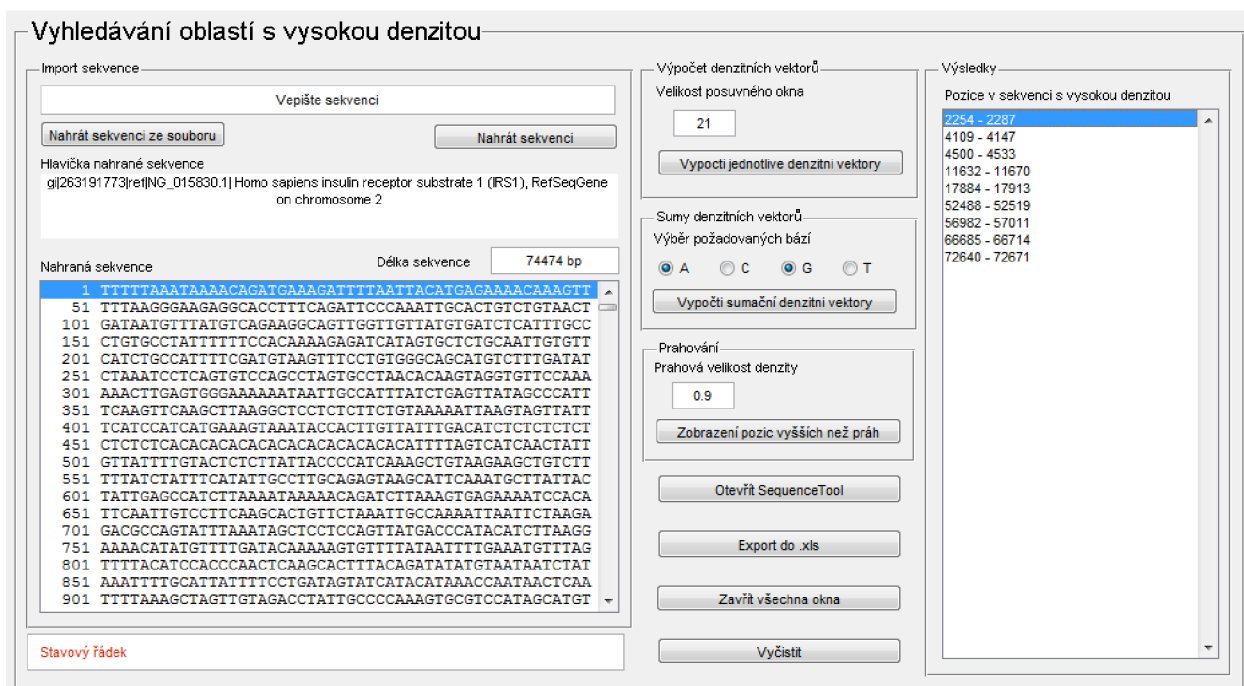 Vyhledávání oblastí s vysokou denzitou
Import sekvence
Vepište sekvenci
Nahrát sekvenci ze souboru
Nahrát sekvenci
Hlavička nahrané sekvence
gi|263191773|ref|NG_015830.1| Homo sapiens insulin receptor substrate 1 (IRS1), RefSeqGene
on chromosome 2
Nahraná sekvence
Délka sekvence
74474 bp
1 TTTTTAAATAAAACAGATGAAAGATTTTAATTACATGAGAAAACAAAGTT
51 TTTAAGGGAAGAGGCACCTTTCAGATTCCCAAATTGCACTGTCTGTAACT
101 GATAATGTTTATGTCAGAAGGCAGTTGGTTGTTATGTGATCTCATTTGCC
151 CTGTGCCTATTTTTTCCACAAAAGAGATCATAGTGCTCTGCAATTGTGTT
201 CATCTGCCATTTTCGATGTAAGTTTCCTGTGGGCAGCATGTCTTTGATAT
251 CTAAATCCTCAGTGTCCAGCCTAGTGCCTAACACAAGTAGGTGTTCCAAA
301 AAACTTGAGTGGGAAAAAATAATTGCCATTTATCTGAGTTATAGCCCATT
351 TCAAGTTCAAGCTTAAGGCTCCTCTCTTCTGTAAAAATTAAGTAGTTATT
401 TCATCCATCATGAAAGTAAATACCACTTGTTATTTGACATCTCTCTCTCT
451 CTCTCTCACACACACACACACACACACACACATTTTAGTCATCAACTATT
501 GTTATTTTGTACTCTCTTATTACCCCATCAAAGCTGTAAGAAGCTGTCTT
551 TTTATCTATTTCATATTGCCTTGCAGAGTAAGCATTCAAATGCTTATTAC
601 TATTGAGCCATCTTAAAATAAAAACAGATCTTAAAGTGAGAAAATCCACA
651 TTCAATTGTCCTTCAAGCACTGTTCTAAATTGCCAAAATTAATTCTAAGA
701 GACGCCAGTATTTAAATAGCTCCTCCAGTTATGACCCATACATCTTAAGG
751 AAAACATATGTTTTGATACAAAAAGTGTTTTATAATTTTGAAATGTTTAG
801 TTTTACATCCACCCAACTCAAGCACTTTACAGATATATGTAATAATCTAT
851 AAATTTTGCATTATTTTCCTGATAGTATCATACATAAACCAATAACTCAA
901 TTTTAAAGCTAGTTGTAGACCTATTGCCCCAAAGTGCGTCCATAGCATGT
Stavový řádek
Výpočet denzitních vektorů
Velikost posuvného okna
21
Vypocti jednotlive denzitni vektory
Sumy denzitních vektorů
Výběr požadovaných bází
A C G T
Vypočti sumační denzitni vektory
Prahování
Prahová velikost denzity
0.9
Zobrazení pozic vyšších než práh
Otevřít SequenceTool
Export do .xls
Zavřít všechna okna
Vyčistit
Výsledky
Pozice v sekvenci s vysokou denzitou
2254 - 2287
4109 - 4147
4500 - 4533
11632 - 11670
17884 - 17913
52488 - 52519
56982 - 57011
66685 - 66714
72640 - 72671